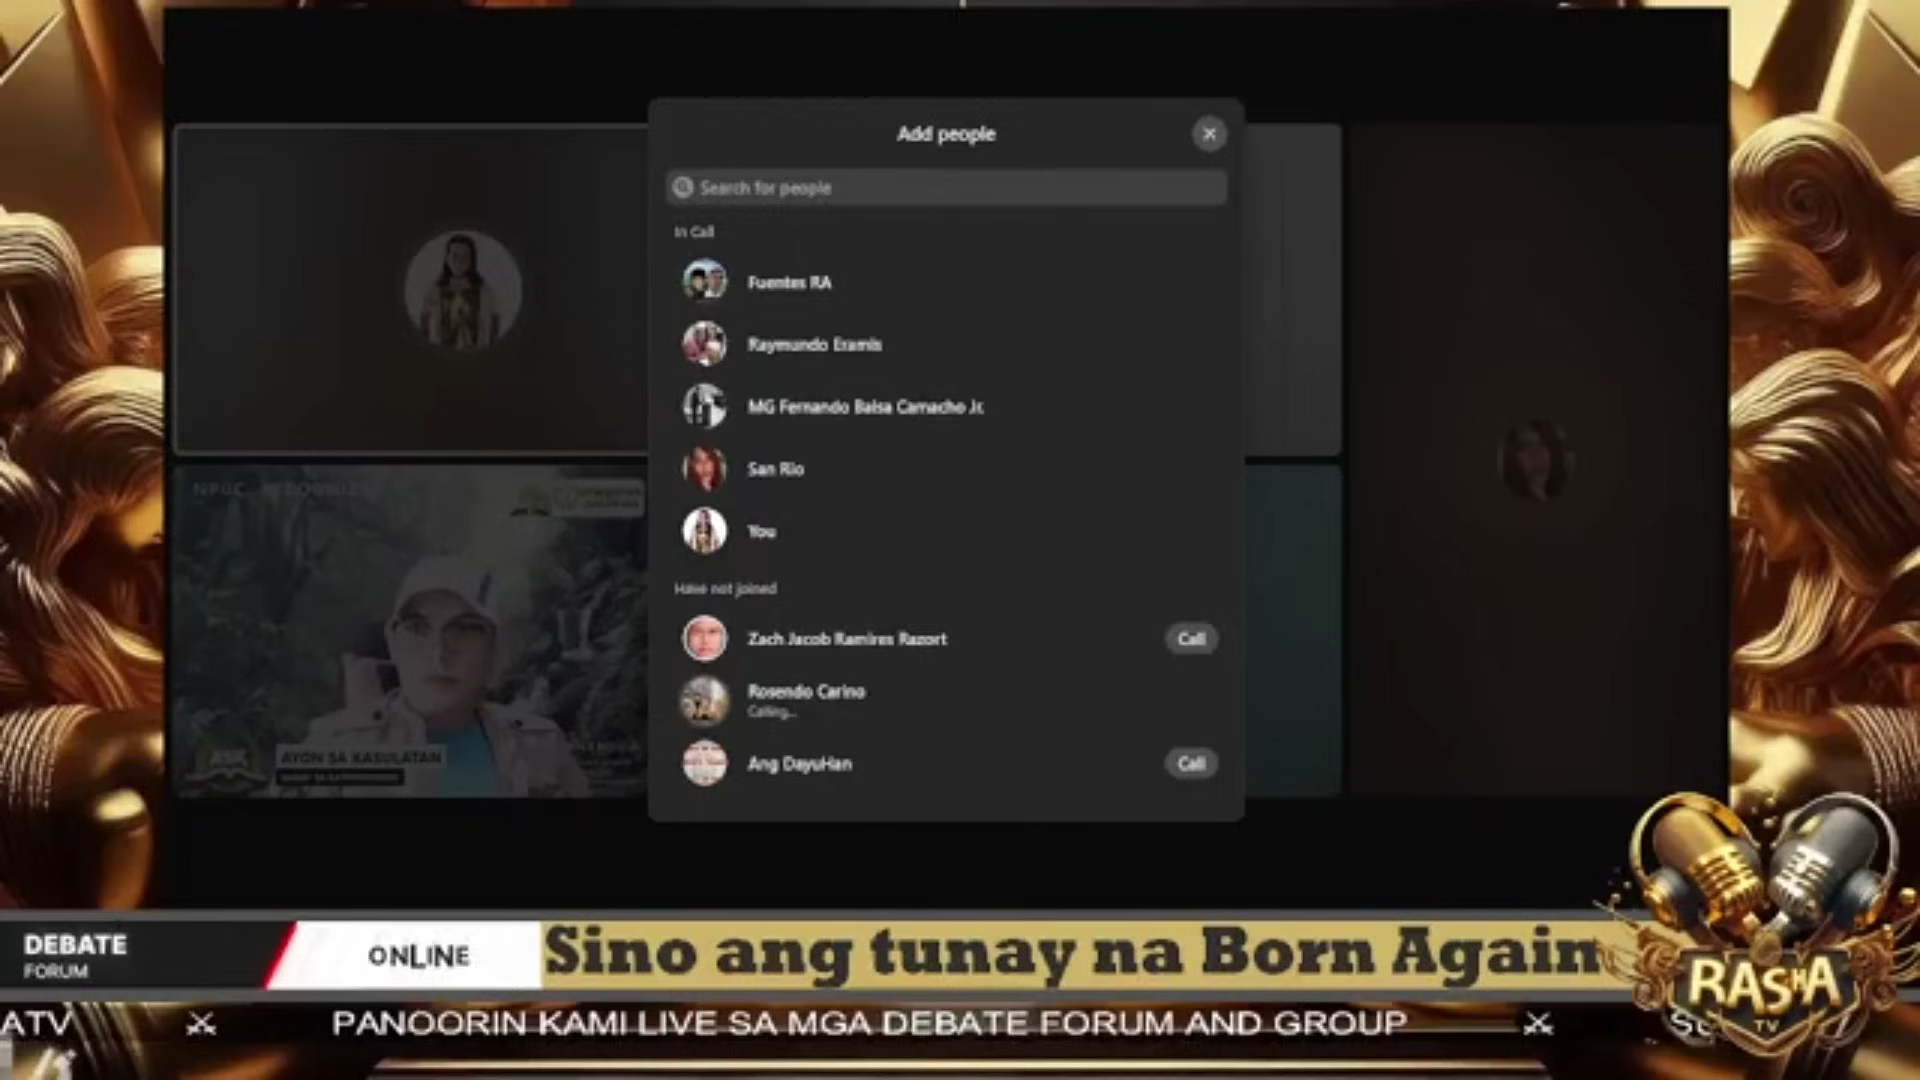 Add people
Search for people
In Call
Fuentes RA
Raymundo Eramis
MG Fernando Balsa Camacho Jr.
San Rio
You
Have not joined
Zach Jacob Ramires Razort
Call
Rosendo Carino
Calling...
Ang DayuHan
Call
ASK
AYON SA KASULATAN
DEBATE
FORUM
ONLINE
Sino ang tunay na Born Again
RASHA
TV
ATV
PANOORIN KAMI LIVE SA MGA DEBATE FORUM AND GROUP